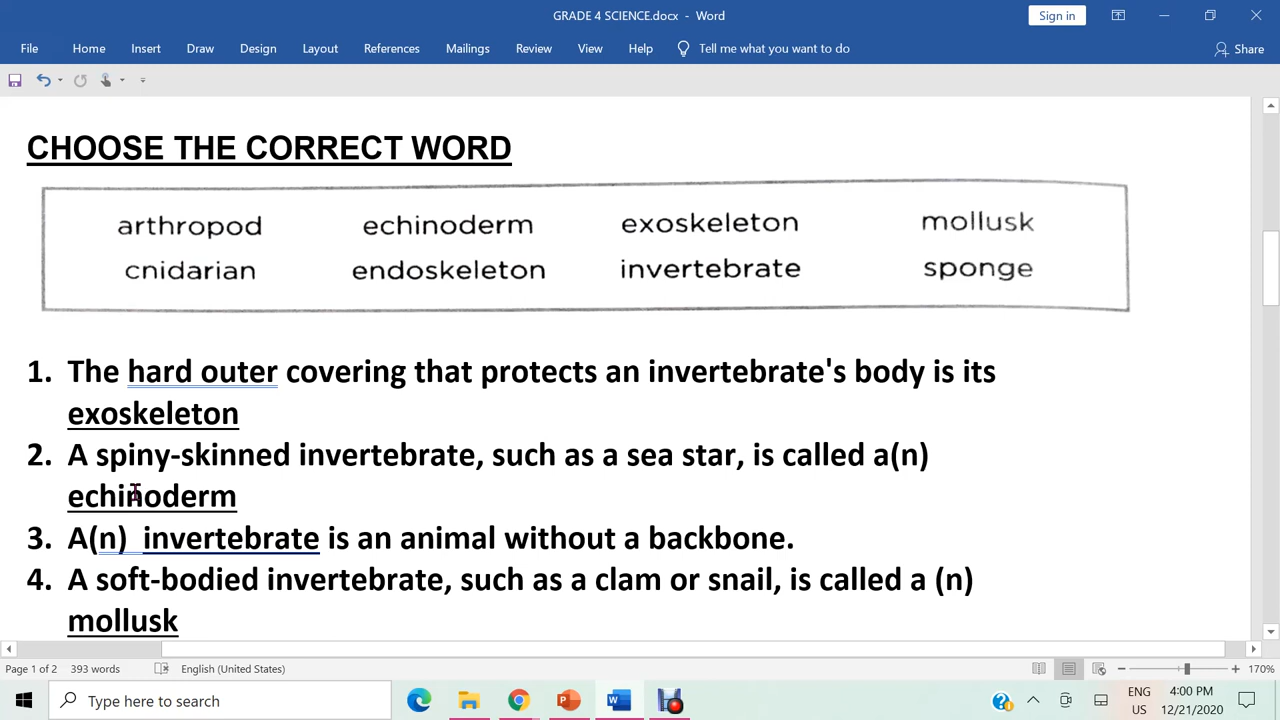 GRADE 4 SCIENCE.docx - Word
Sign in
File Home Insert Draw Design Layout References Mailings Review View Help Tell me what you want to do Share
CHOOSE THE CORRECT WORD
arthropod echinoderm exoskeleton mollusk
cnidarian endoskeleton invertebrate sponge
1. The hard outer covering that protects an invertebrate's body is its
exoskeleton
2. A spiny-skinned invertebrate, such as a sea star, is called a(n)
echinoderm
3. A(n) invertebrate is an animal without a backbone.
4. A soft-bodied invertebrate, such as a clam or snail, is called a (n)
mollusk
Page 1 of 2 393 words English (United States) 170%
Type here to search
ENG 4:00 PM
US 12/21/2020